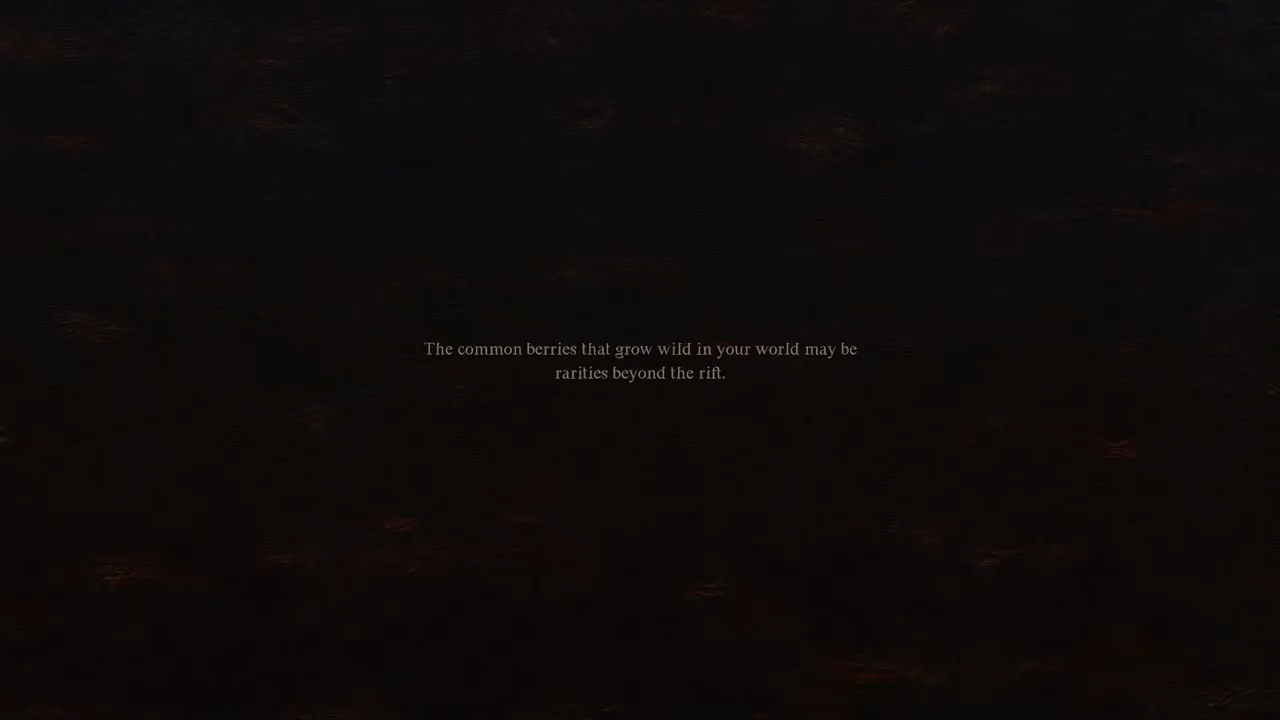 The common berries that grow wild in your world may be
rarities beyond the rift.